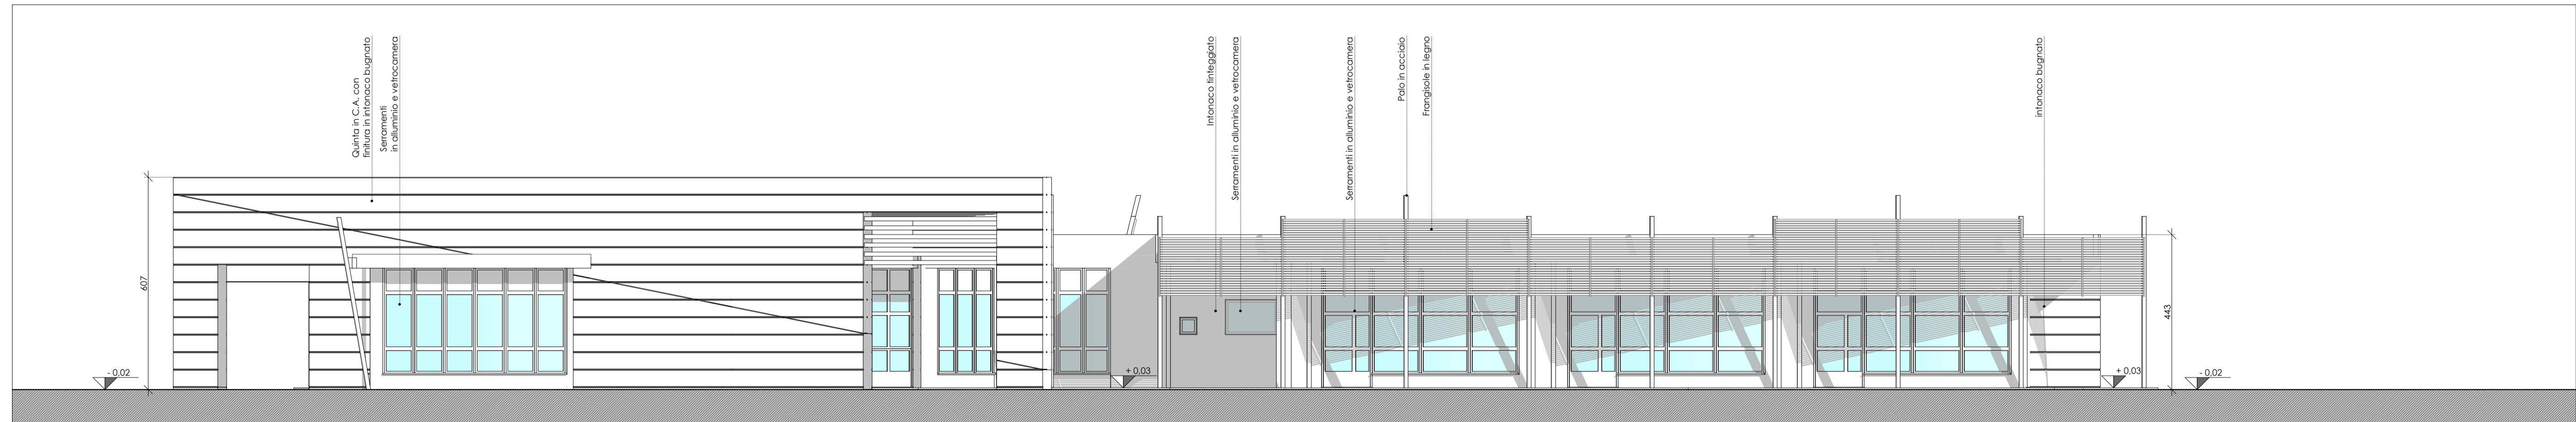 Quinta in C.A. con
finitura in intonaco bugnato
Serramenti
in alluminio e vetrocamera
Intonaco tinteggiato
Serramenti in alluminio e vetrocamera
Serramenti in alluminio e vetrocamera
Palo in acciaio
Frangisole in legno
intonaco bugnato
607
443
- 0,02
+ 0,03
+ 0,03
- 0,02